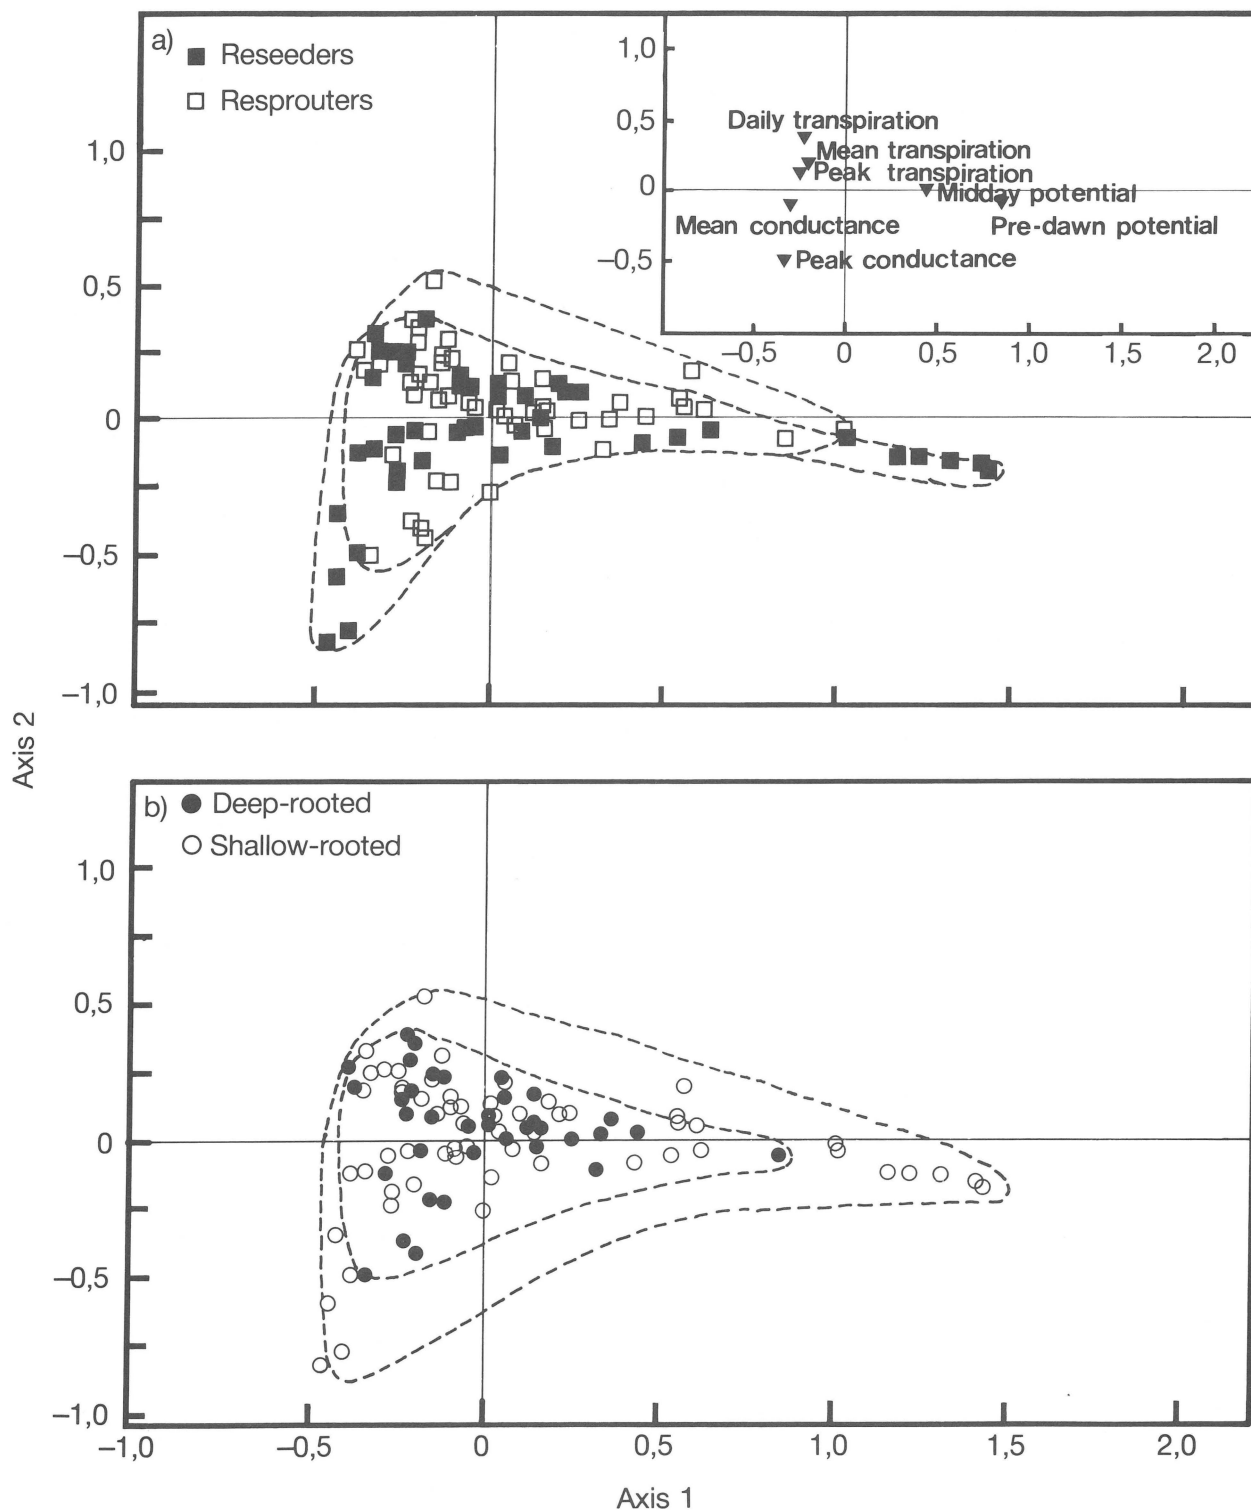 a)
Reseeders
Resprouters
1,0
0,5
0
−0,5
−1,0
1,0
0,5
0
−0,5
Daily transpiration
Mean transpiration
Peak transpiration
Midday potential
Mean conductance
Pre-dawn potential
Peak conductance
−0,5
0
0,5
1,0
1,5
2,0
Axis 2
b)
Deep-rooted
Shallow-rooted
1,0
0,5
0
−0,5
−1,0
−1,0
−0,5
0
0,5
1,0
1,5
2,0
Axis 1